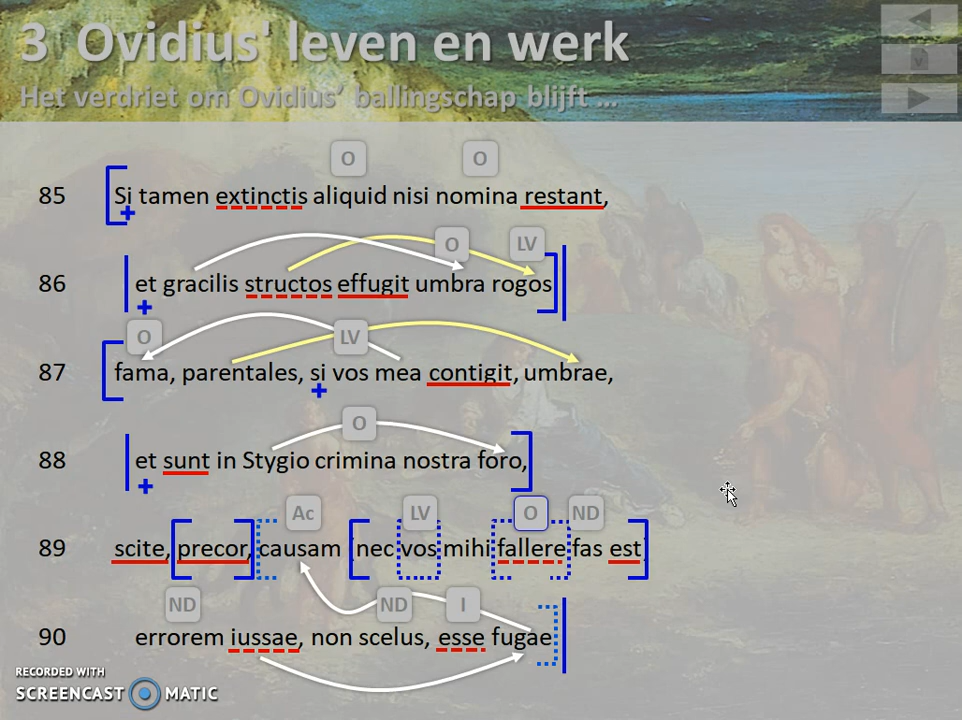 3 Ovidius' leven en werk
Het verdriet om Ovidius' ballingschap blijft ...
V
O O
85 Si tamen extinctis aliquid nisi nomina restant,
O LV
86 et gracilis structos effugit umbra rogos
O LV
87 fama, parentales, si vos mea contigit, umbrae,
O
88 et sunt in Stygio crimina nostra foro,
Ac LV O ND
89 scite, precor, causam nec vos mihi fallere fas est
ND ND I
90 errorem iussae, non scelus, esse fugae
RECORDED WITH
SCREENCAST MATIC